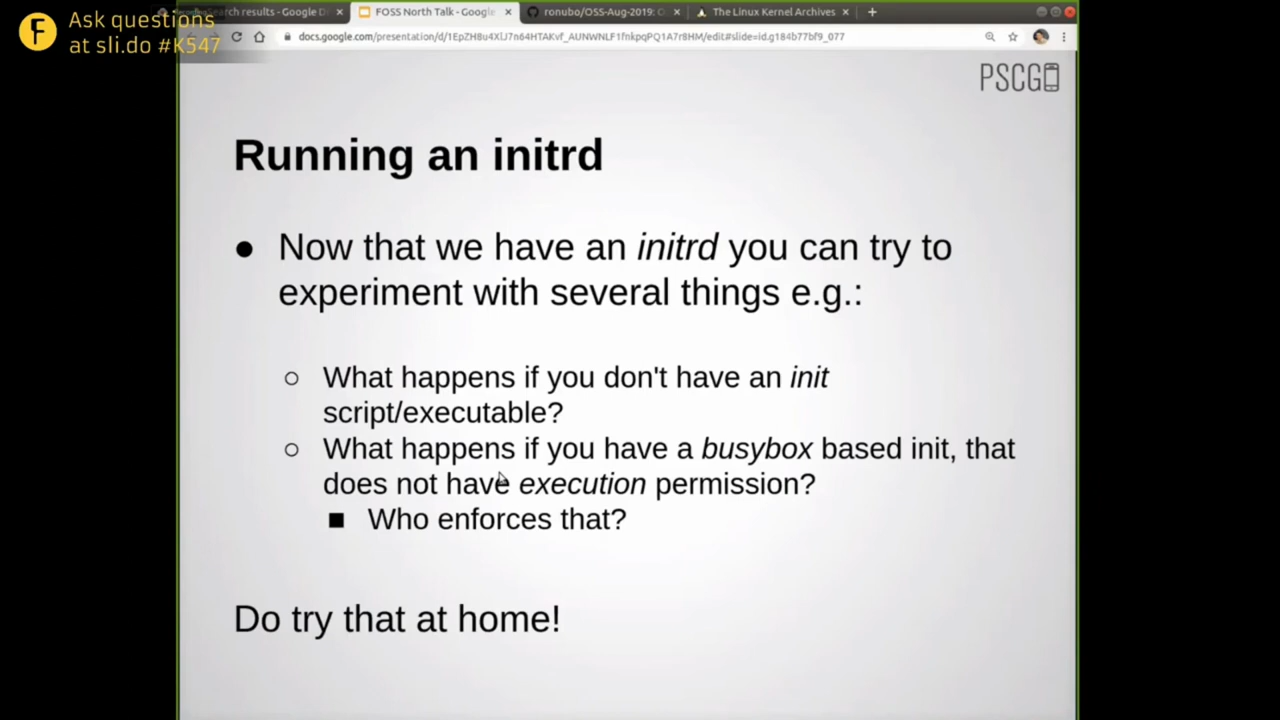 Ask questions
at sli.do #K547
Search results - Google D
FOSS North Talk - Google
ronubo/OSS-Aug-2019:
The Linux Kernel Archives
docs.google.com/presentation/d/1EpZH8u4XlJ7n64HTAKvf_AUNWNLF1fnkpqPQ1A7r8HM/edit#slide=id.g184b77bf9_077
PSCG
Running an initrd
● Now that we have an initrd you can try to
experiment with several things e.g.:
○ What happens if you don't have an init
script/executable?
○ What happens if you have a busybox based init, that
does not have execution permission?
■ Who enforces that?
Do try that at home!